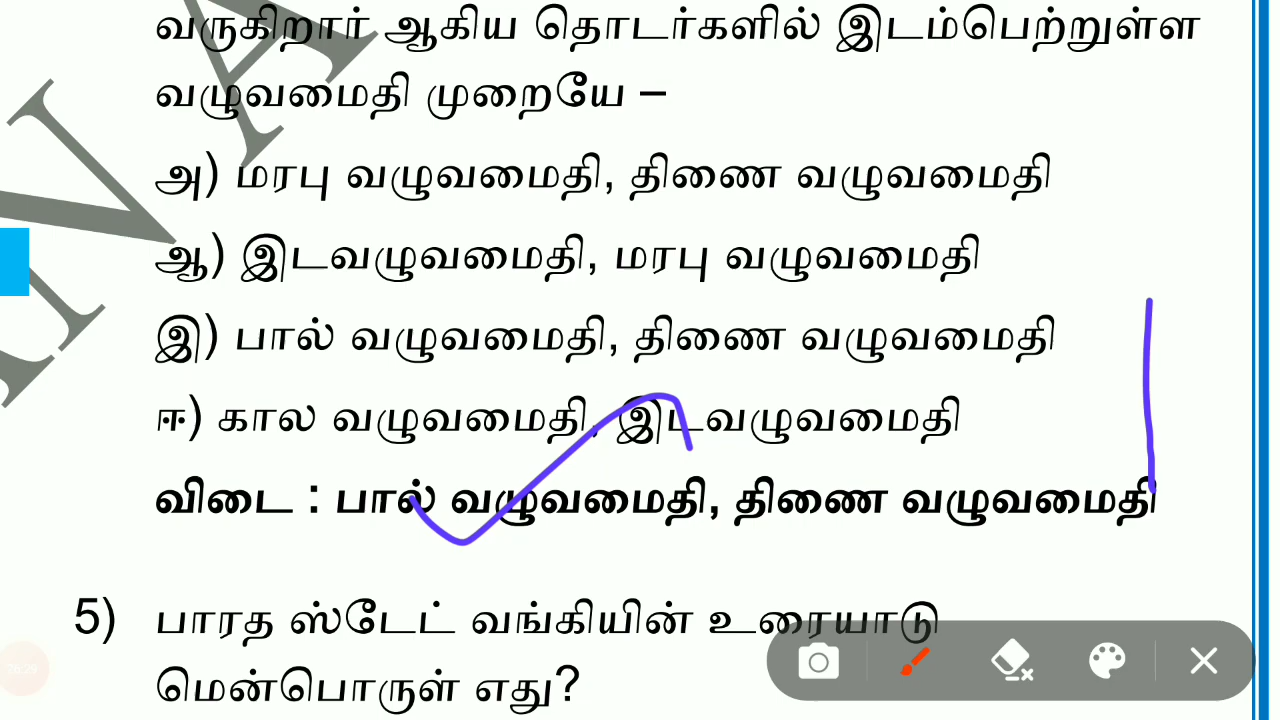 வருகிறார் ஆகிய தொடர்களில் இடம்பெற்றுள்ள
வழுவமைதி முறையே –
அ) மரபு வழுவமைதி, திணை வழுவமைதி
ஆ) இடவழுவமைதி, மரபு வழுவமைதி
இ) பால் வழுவமைதி, திணை வழுவமைதி
ஈ) கால வழுவமைதி, இடவழுவமைதி
விடை : பால் வழுவமைதி, திணை வழுவமைதி
5) பாரத ஸ்டேட் வங்கியின் உரையாடு
மென்பொருள் எது?